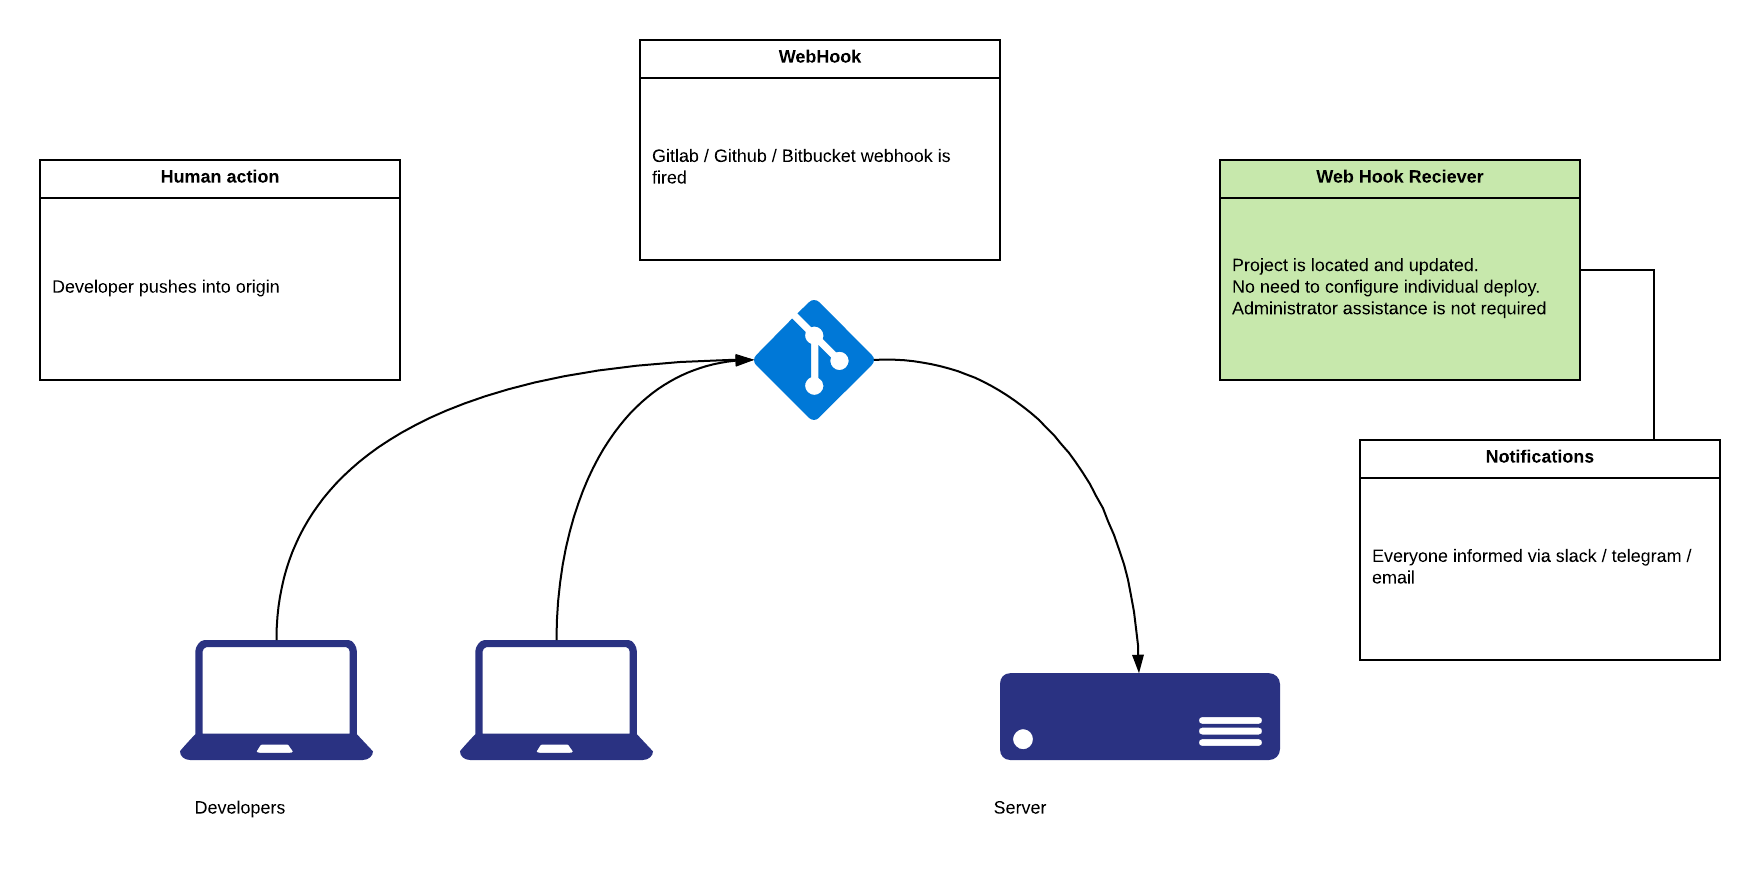 WebHook
Gitlab / Github / Bitbucket webhook is
fired
Human action
Developer pushes into origin
Web Hook Reciever
Project is located and updated.
No need to configure individual deploy.
Administrator assistance is not required
Notifications
Everyone informed via slack / telegram /
email
Developers
Server